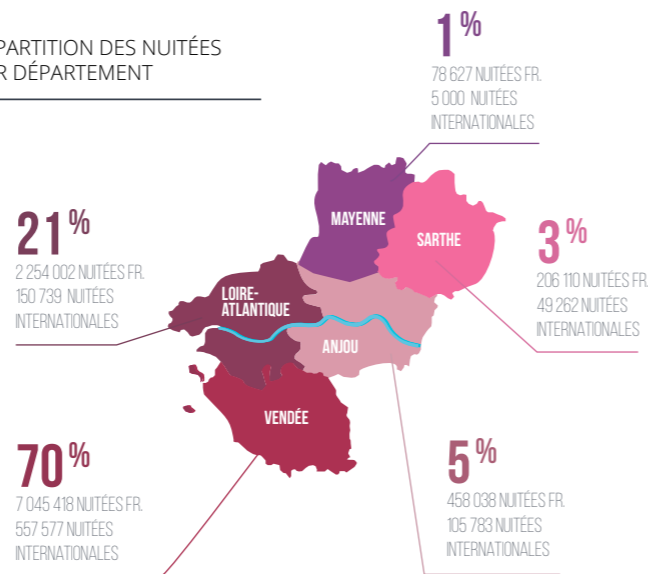 PARTITION DES NUITÉES
R DÉPARTEMENT
1%
78 627 NUITÉES FR.
5 000 NUITÉES
INTERNATIONALES
MAYENNE
SARTHE
3%
206 110 NUITÉES FR.
49 262 NUITÉES
INTERNATIONALES
21%
2 254 002 NUITÉES FR.
150 739 NUITÉES
INTERNATIONALES
LOIRE-
ATLANTIQUE
ANJOU
VENDÉE
70%
7 045 418 NUITÉES FR.
557 577 NUITÉES
INTERNATIONALES
5%
458 038 NUITÉES FR.
105 783 NUITÉES
INTERNATIONALES